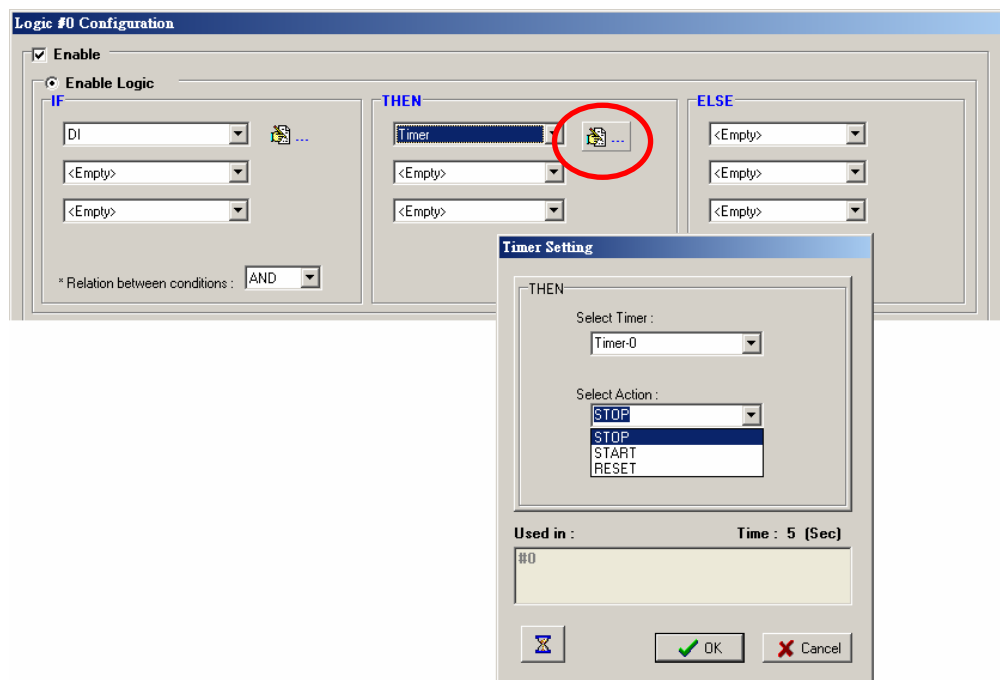 Logic #0 Configuration
Enable
Enable Logic
IF
THEN
ELSE
DI
...
Timer
...
<Empty>
<Empty>
<Empty>
<Empty>
<Empty>
<Empty>
<Empty>
* Relation between conditions :
AND
Timer Setting
THEN
Select Timer :
Timer-0
Select Action :
STOP
STOP
START
RESET
Used in :
Time : 5 (Sec)
#0
OK
Cancel